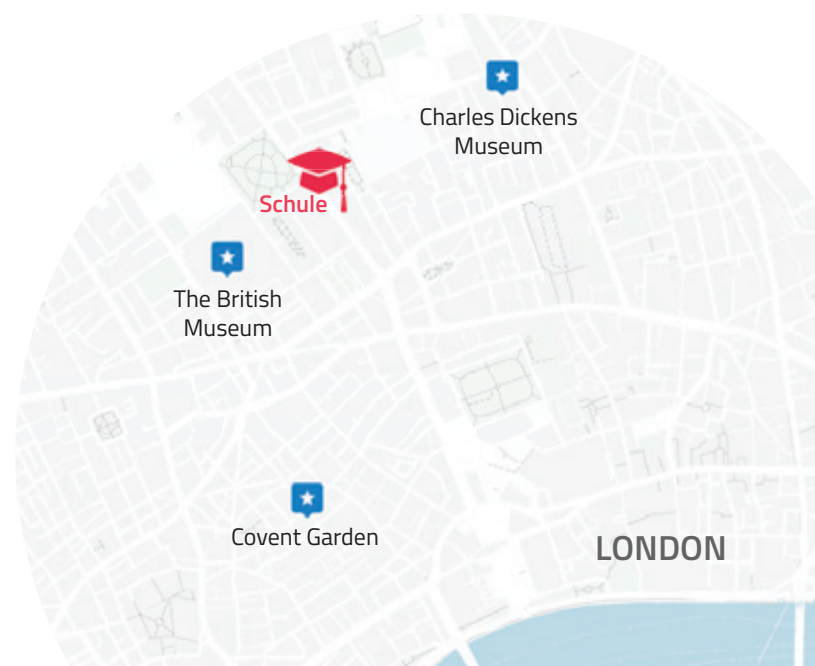 Charles Dickens
Museum
Schule
The British
Museum
Covent Garden
LONDON